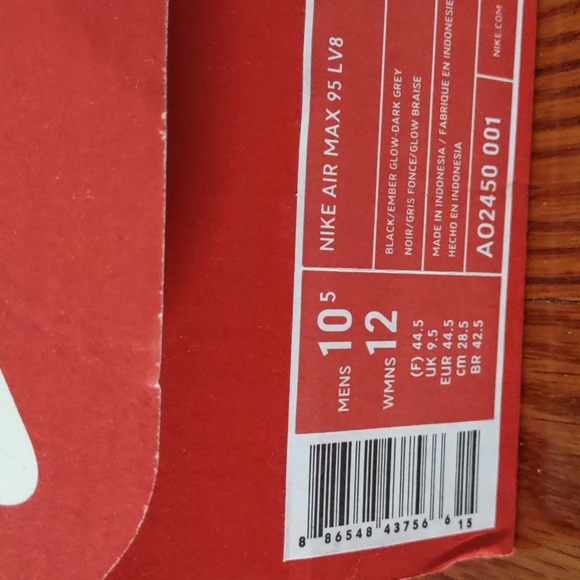 NIKE AIR MAX 95 LV8
BLACK/EMBER GLOW-DARK GREY
NOIR/GRIS FONCE/GLOW BRAISE
MADE IN INDONESIA / FABRIQUE EN INDONESIE
HECHO EN INDONESIA
AO2450 001
NIKE.COM
MENS 10 5
WMNS 12
(F) 44.5
UK 9.5
EUR 44.5
cm 28.5
BR 42.5
8 86548 43756 6 15